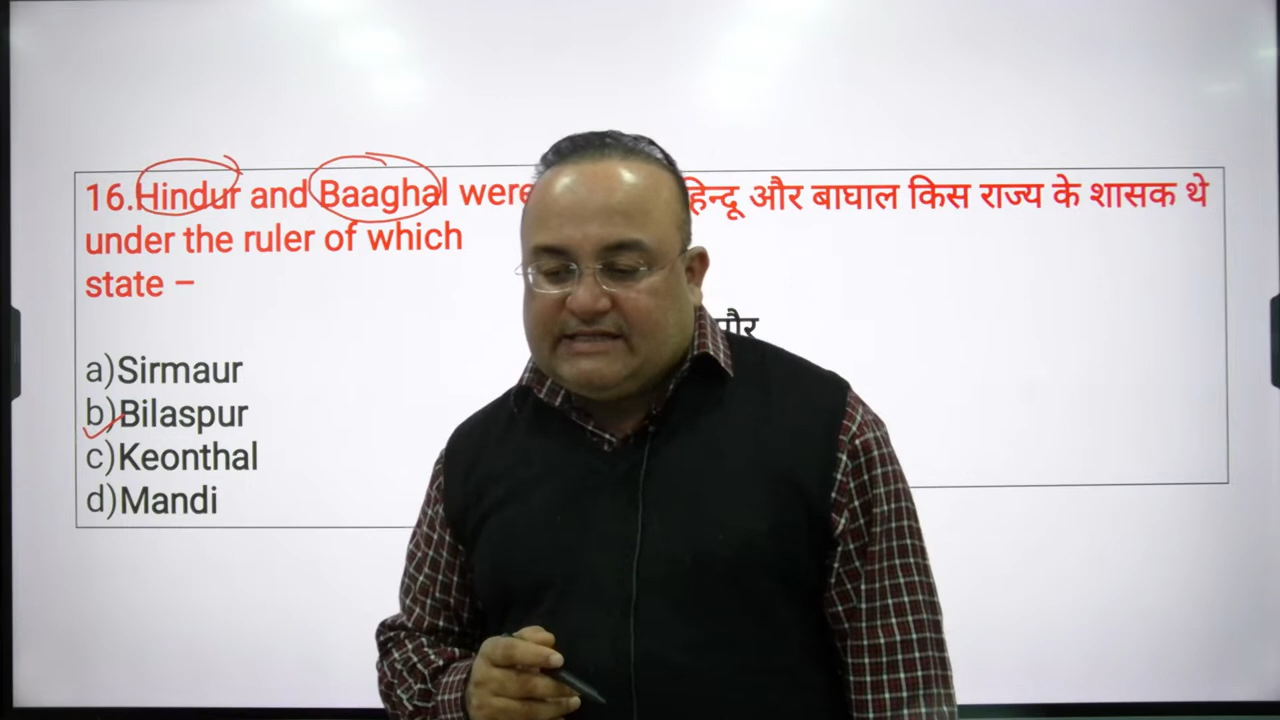 16.Hindur and Baaghal were
under the ruler of which
state –
a)Sirmaur
b)Bilaspur
c)Keonthal
d)Mandi
हिन्दू और बाघाल किस राज्य के शासक थे